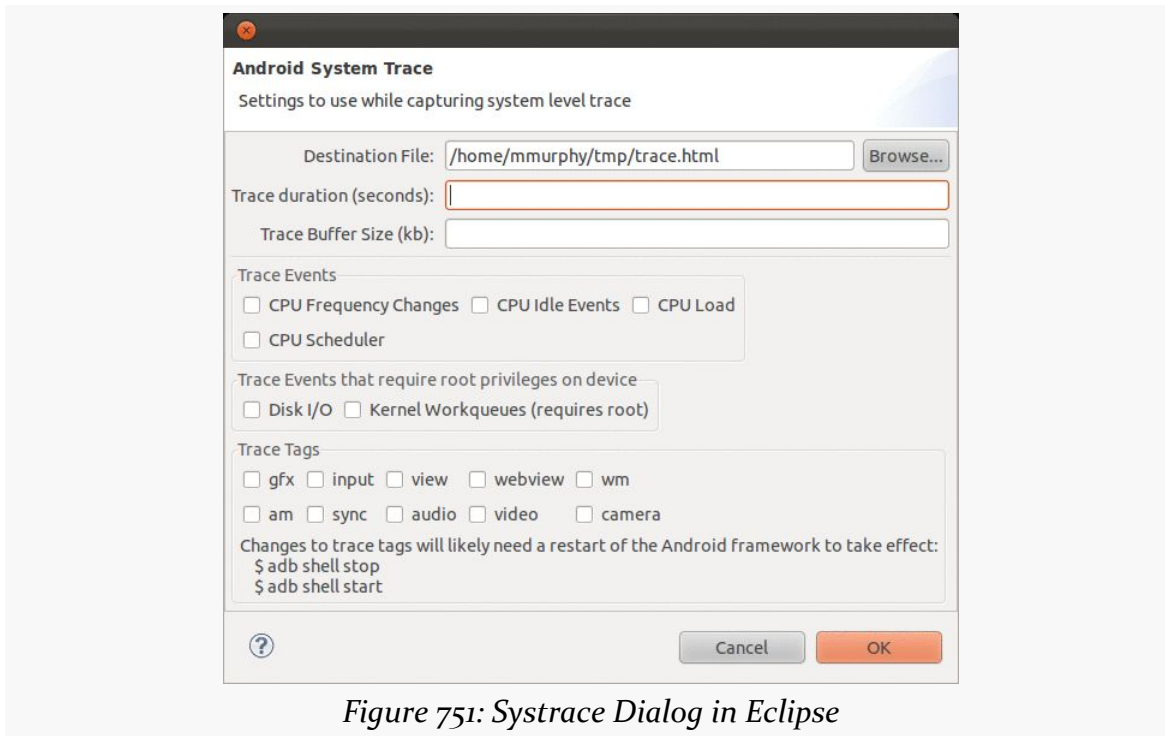 Android System Trace
Settings to use while capturing system level trace
Destination File: /home/mmurphy/tmp/trace.html Browse...
Trace duration (seconds):
Trace Buffer Size (kb):
Trace Events
CPU Frequency Changes CPU Idle Events CPU Load
CPU Scheduler
Trace Events that require root privileges on device
Disk I/O Kernel Workqueues (requires root)
Trace Tags
gfx input view webview wm
am sync audio video camera
Changes to trace tags will likely need a restart of the Android framework to take effect:
$ adb shell stop
$ adb shell start
? Cancel OK
Figure 751: Systrace Dialog in Eclipse